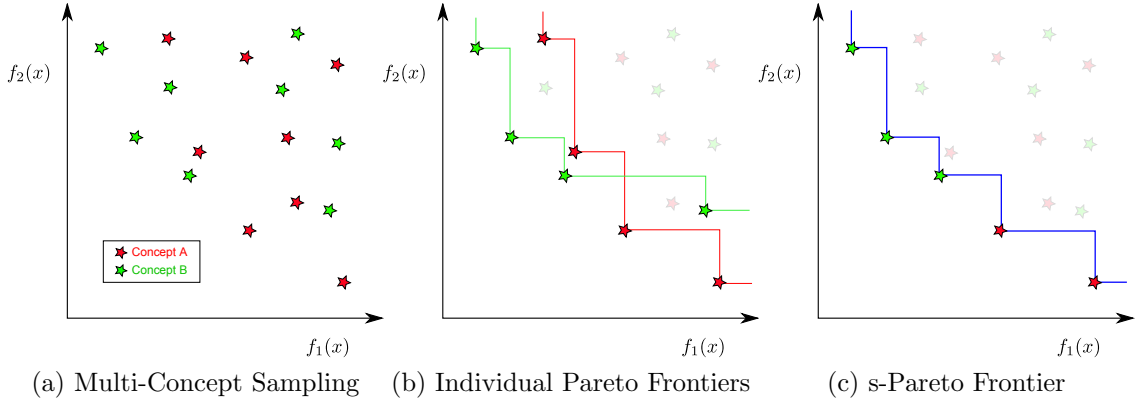 f₂(x)
f₂(x)
f₂(x)
Concept A
Concept B
f₁(x)
f₁(x)
f₁(x)
(a) Multi-Concept Sampling
(b) Individual Pareto Frontiers
(c) s-Pareto Frontier